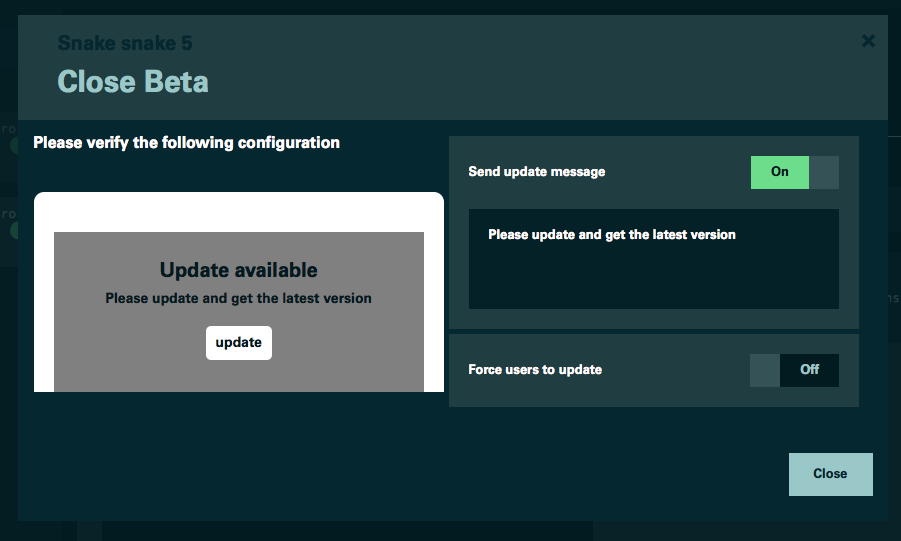 Snake snake 5
Close Beta
Please verify the following configuration
Update available
Please update and get the latest version
update
Send update message
On
Please update and get the latest version
Force users to update
Off
Close